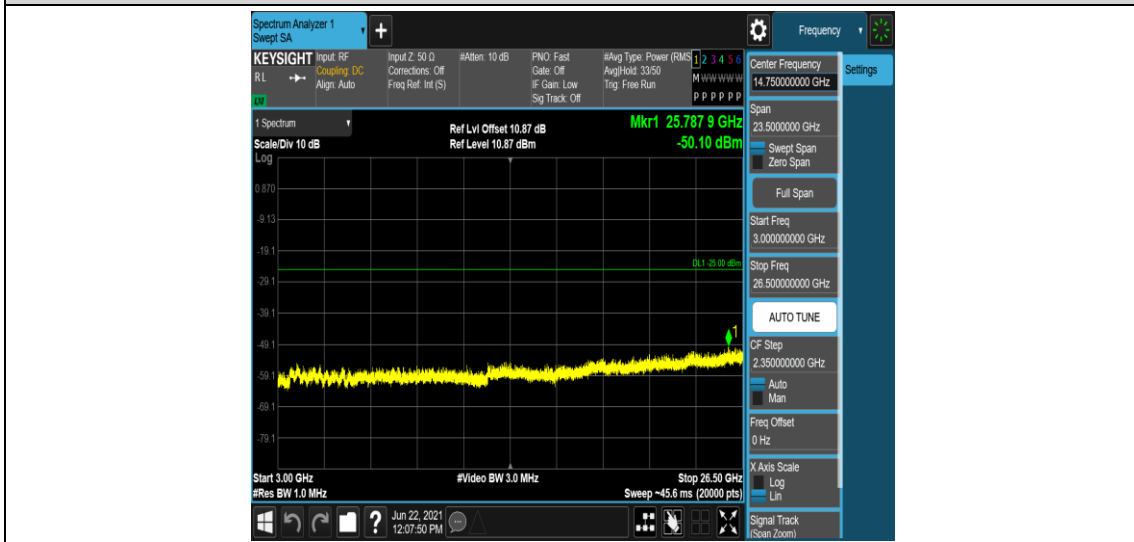 Spectrum Analyzer 1
Swept SA
+
Frequency
KEYSIGHT
RL
Input: RF
Coupling: DC
Align: Auto
Input Z: 50 Ω
Corrections: Off
Freq Ref: Int (S)
#Atten: 10 dB
PNO: Fast
Gate: Off
IF Gain: Low
Sig Track: Off
#Avg Type: Power (RMS
Avg|Hold: 33/50
Trig: Free Run
1 2 3 4 5 6
M W W W W W
P P P P P P
1 Spectrum
Scale/Div 10 dB
Ref Lvl Offset 10.87 dB
Ref Level 10.87 dBm
Mkr1 25.787 9 GHz
-50.10 dBm
Log
0.870
-9.13
-19.1
DL1 -25.00 dBm
-29.1
-39.1
1
-49.1
-59.1
-69.1
-79.1
Start 3.00 GHz
#Video BW 3.0 MHz
Stop 26.50 GHz
#Res BW 1.0 MHz
Sweep ~45.6 ms (20000 pts)
?
Jun 22, 2021
12:07:50 PM
Center Frequency
14.750000000 GHz
Settings
Span
23.5000000 GHz
Swept Span
Zero Span
Full Span
Start Freq
3.000000000 GHz
Stop Freq
26.500000000 GHz
AUTO TUNE
CF Step
2.350000000 GHz
Auto
Man
Freq Offset
0 Hz
X Axis Scale
Log
Lin
Signal Track
(Span Zoom)